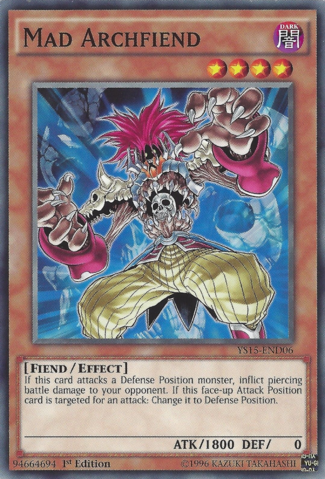 MAD ARCHFIEND
DARK
闇
YS15-END06
[FIEND / EFFECT]
If this card attacks a Defense Position monster, inflict piercing
battle damage to your opponent. If this face-up Attack Position
card is targeted for an attack: Change it to Defense Position.
ATK/1800 DEF/ 0
94664694 1st Edition ©1996 KAZUKI TAKAHASHI